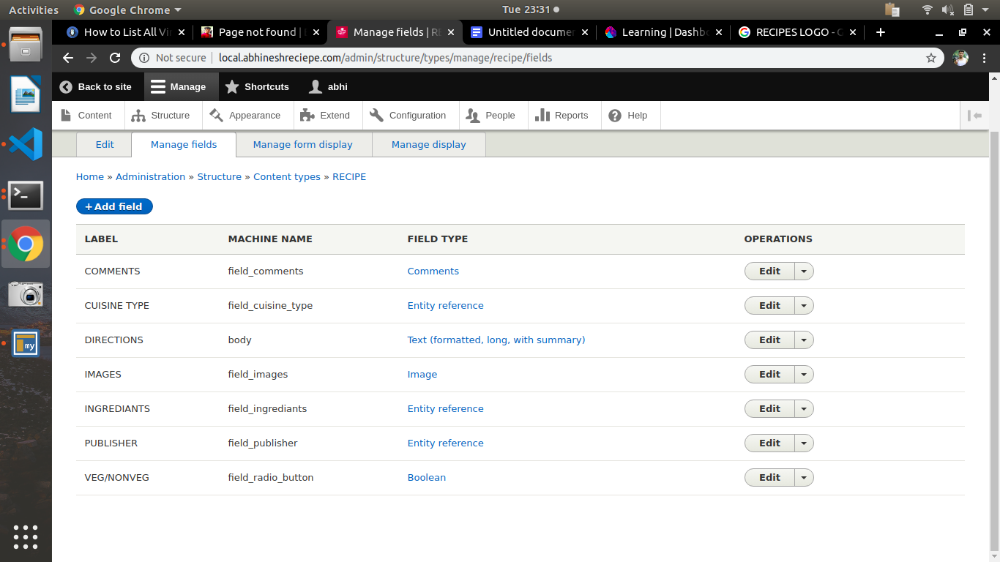 Activities Google Chrome Tue 23:31
How to List All Vir Page not found | Manage fields | RE Untitled documen Learning | Dashbo RECIPES LOGO - G
Not secure local.abhineshreciepe.com/admin/structure/types/manage/recipe/fields
Back to site Manage Shortcuts abhi
Content Structure Appearance Extend Configuration People Reports Help
Edit Manage fields Manage form display Manage display
Home » Administration » Structure » Content types » RECIPE
+ Add field
LABEL MACHINE NAME FIELD TYPE OPERATIONS
COMMENTS field_comments Comments Edit
CUISINE TYPE field_cuisine_type Entity reference Edit
DIRECTIONS body Text (formatted, long, with summary) Edit
IMAGES field_images Image Edit
INGREDIANTS field_ingrediants Entity reference Edit
my
PUBLISHER field_publisher Entity reference Edit
VEG/NONVEG field_radio_button Boolean Edit